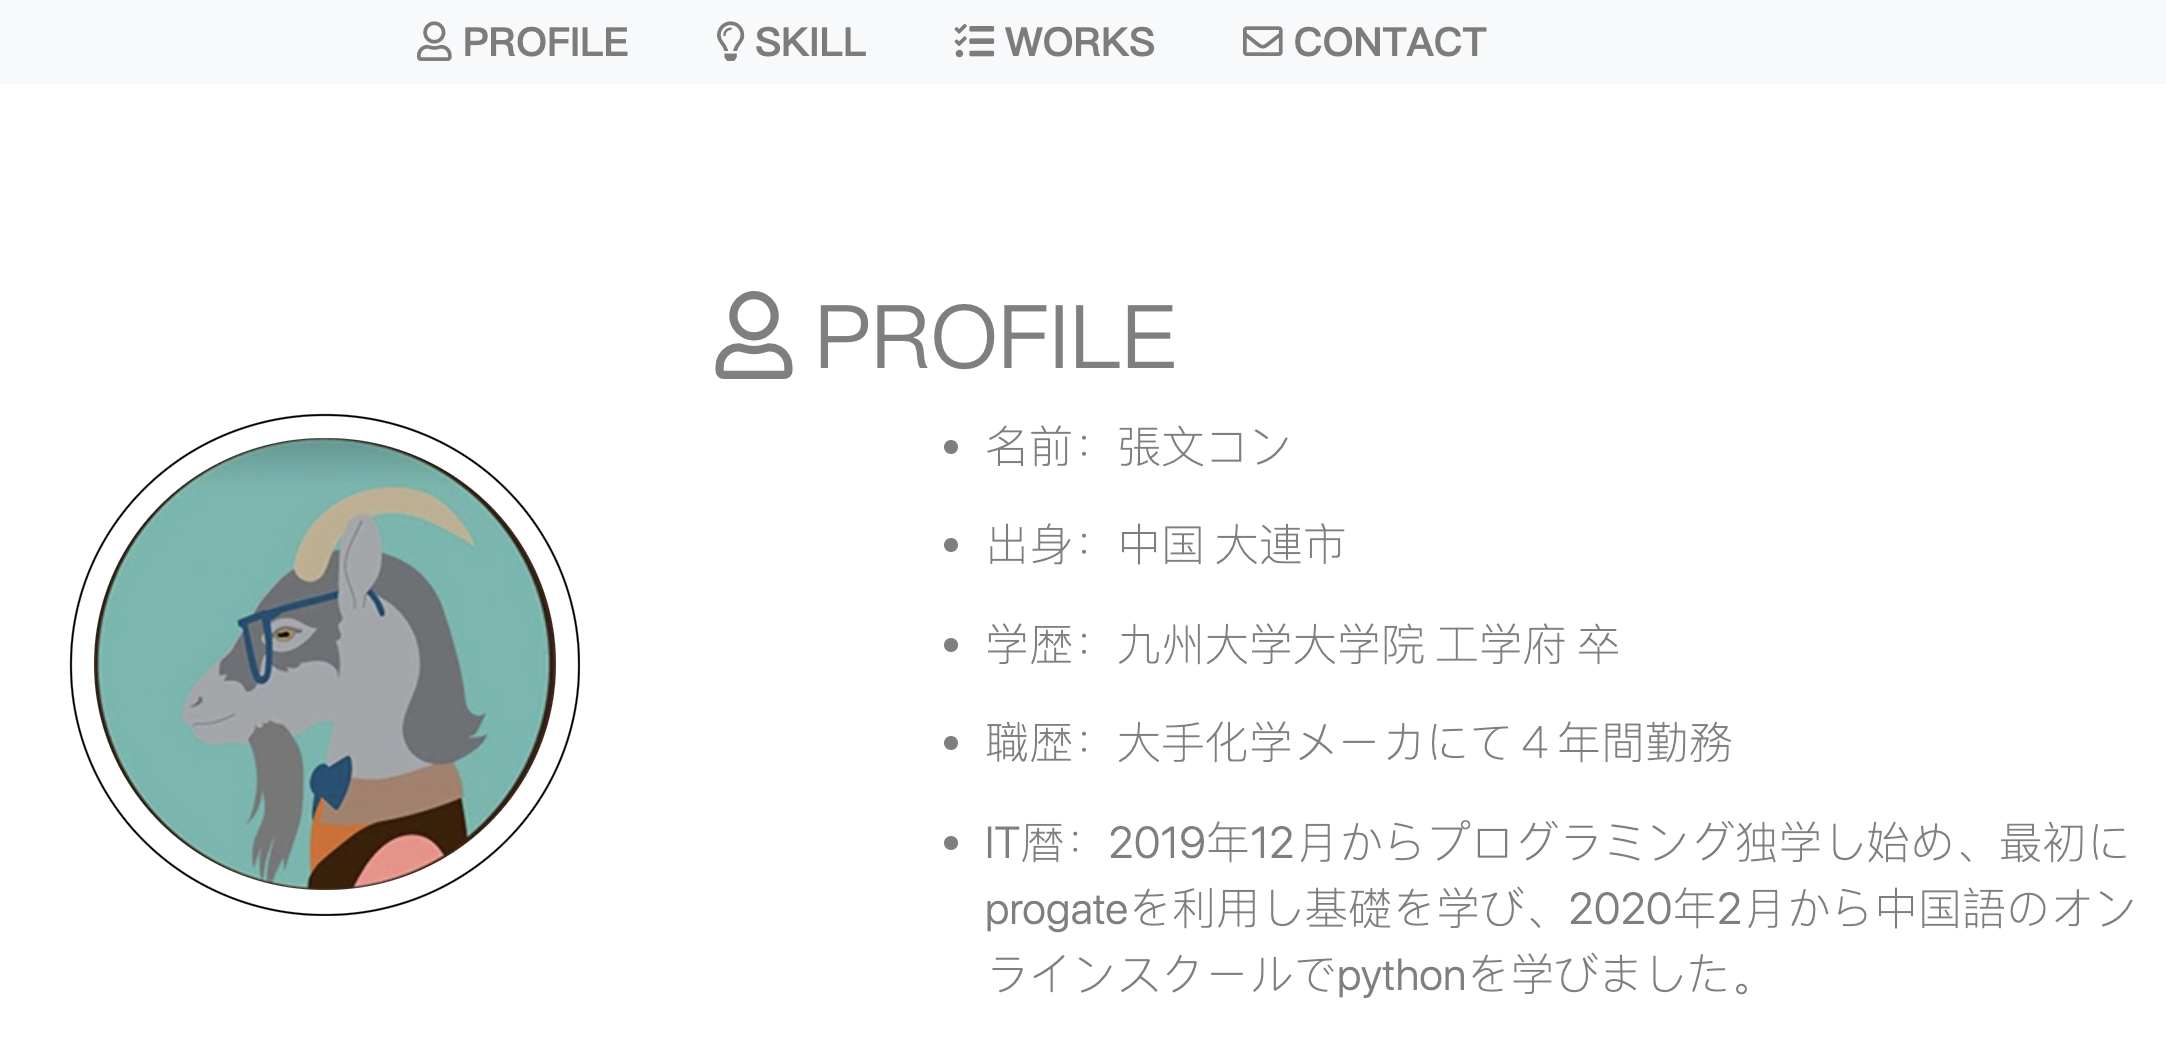 PROFILE SKILL WORKS CONTACT
PROFILE
名前：張文コン
出身：中国 大連市
学歴：九州大学大学院 工学府 卒
職歴：大手化学メーカにて４年間勤務
IT暦：2019年12月からプログラミング独学し始め、最初に
progateを利用し基礎を学び、2020年2月から中国語のオン
ラインスクールでpythonを学びました。